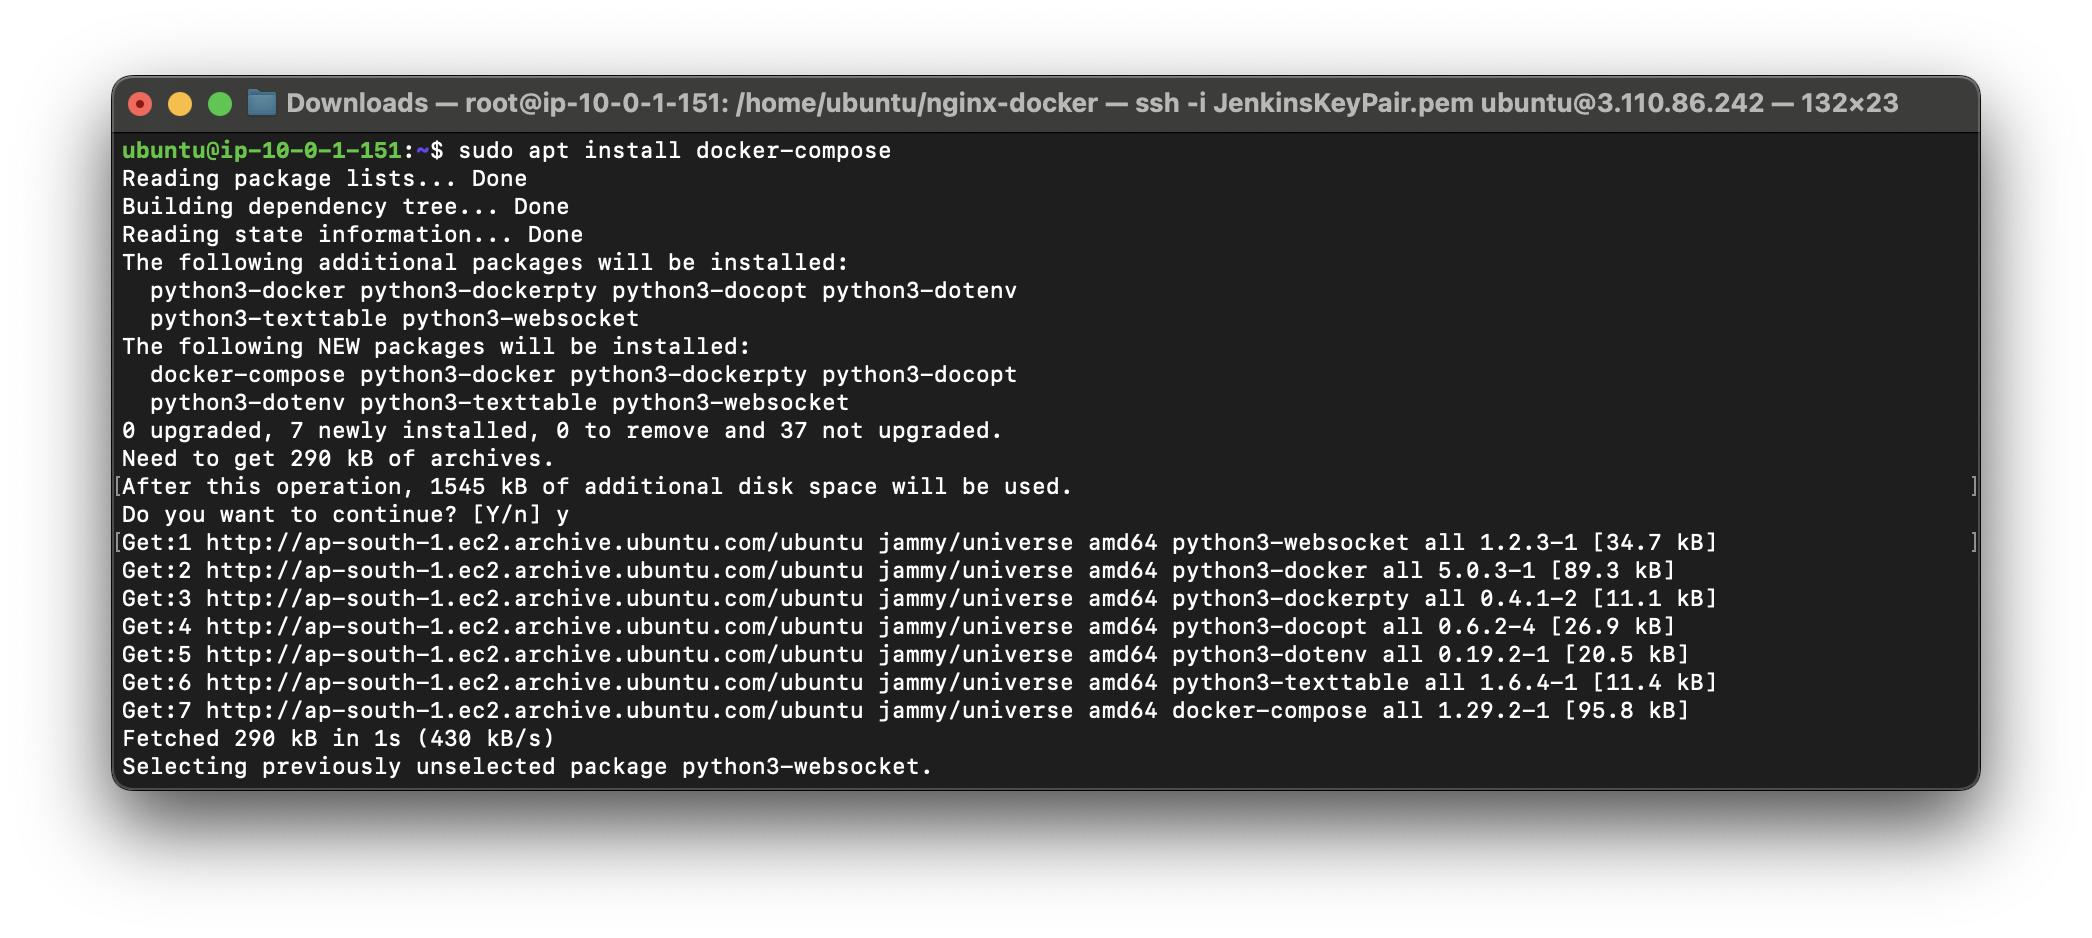 Downloads — root@ip-10-0-1-151: /home/ubuntu/nginx-docker — ssh -i JenkinsKeyPair.pem ubuntu@3.110.86.242 — 132×23
ubuntu@ip-10-0-1-151:~$ sudo apt install docker-compose
Reading package lists... Done
Building dependency tree... Done
Reading state information... Done
The following additional packages will be installed:
  python3-docker python3-dockerpty python3-docopt python3-dotenv
  python3-texttable python3-websocket
The following NEW packages will be installed:
  docker-compose python3-docker python3-dockerpty python3-docopt
  python3-dotenv python3-texttable python3-websocket
0 upgraded, 7 newly installed, 0 to remove and 37 not upgraded.
Need to get 290 kB of archives.
[After this operation, 1545 kB of additional disk space will be used. ]
Do you want to continue? [Y/n] y
[Get:1 http://ap-south-1.ec2.archive.ubuntu.com/ubuntu jammy/universe amd64 python3-websocket all 1.2.3-1 [34.7 kB] ]
Get:2 http://ap-south-1.ec2.archive.ubuntu.com/ubuntu jammy/universe amd64 python3-docker all 5.0.3-1 [89.3 kB]
Get:3 http://ap-south-1.ec2.archive.ubuntu.com/ubuntu jammy/universe amd64 python3-dockerpty all 0.4.1-2 [11.1 kB]
Get:4 http://ap-south-1.ec2.archive.ubuntu.com/ubuntu jammy/universe amd64 python3-docopt all 0.6.2-4 [26.9 kB]
Get:5 http://ap-south-1.ec2.archive.ubuntu.com/ubuntu jammy/universe amd64 python3-dotenv all 0.19.2-1 [20.5 kB]
Get:6 http://ap-south-1.ec2.archive.ubuntu.com/ubuntu jammy/universe amd64 python3-texttable all 1.6.4-1 [11.4 kB]
Get:7 http://ap-south-1.ec2.archive.ubuntu.com/ubuntu jammy/universe amd64 docker-compose all 1.29.2-1 [95.8 kB]
Fetched 290 kB in 1s (430 kB/s)
Selecting previously unselected package python3-websocket.